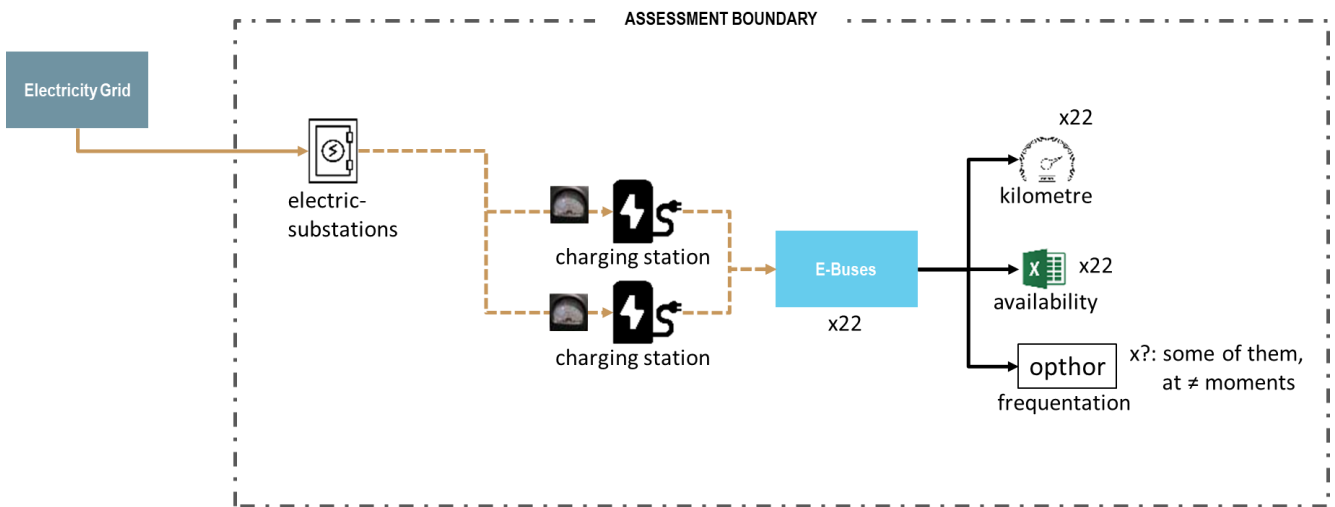 ASSESSMENT BOUNDARY
Electricity Grid
electric-
substations
charging station
charging station
E-Buses
x22
x22
kilometre
X
x22
availability
opthor
frequentation
x?: some of them,
at ≠ moments